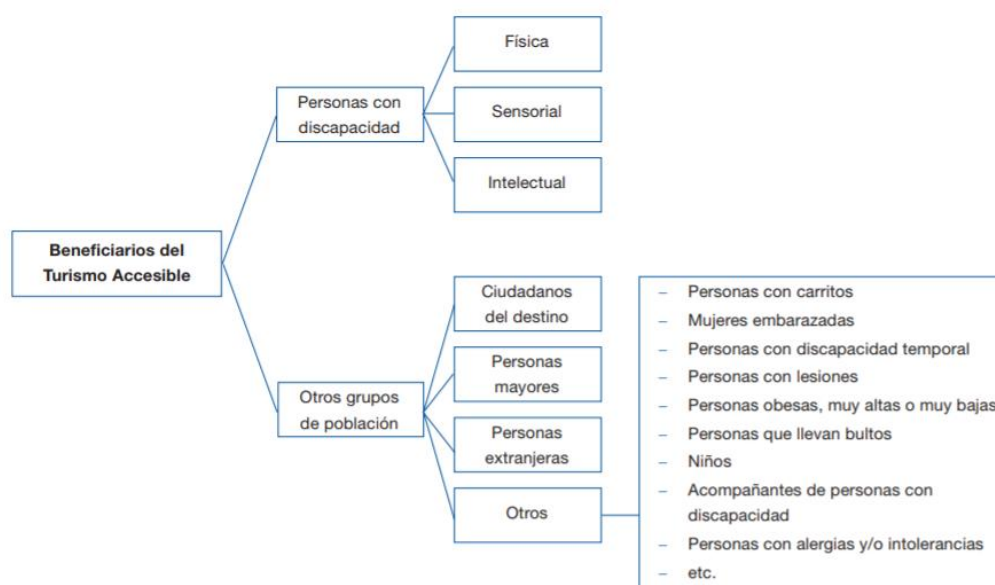 Física
Personas con
discapacidad
Sensorial
Intelectual
Beneficiarios del
Turismo Accesible
Ciudadanos
del destino
Personas
mayores
Otros grupos
de población
Personas
extranjeras
Otros
– Personas con carritos
– Mujeres embarazadas
– Personas con discapacidad temporal
– Personas con lesiones
– Personas obesas, muy altas o muy bajas
– Personas que llevan bultos
– Niños
– Acompañantes de personas con
discapacidad
– Personas con alergias y/o intolerancias
– etc.